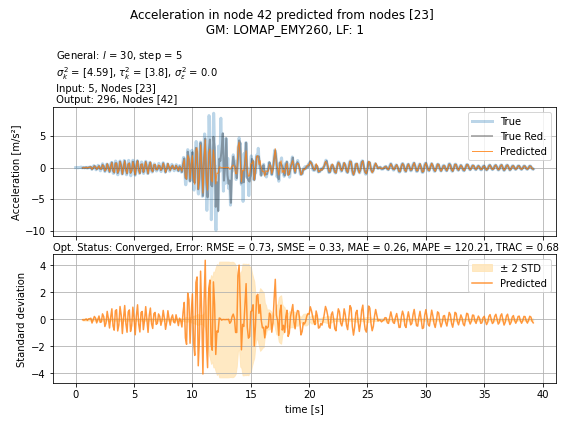 Acceleration in node 42 predicted from nodes [23]
GM: LOMAP_EMY260, LF: 1
General: l = 30, step = 5
σ²ₖ = [4.59], τ²ₖ = [3.8], σ²ε = 0.0
Input: 5, Nodes [23]
Output: 296, Nodes [42]
True
True Red.
Predicted
Acceleration [m/s²]
5
0
−5
−10
Opt. Status: Converged, Error: RMSE = 0.73, SMSE = 0.33, MAE = 0.26, MAPE = 120.21, TRAC = 0.68
± 2 STD
Predicted
Standard deviation
4
2
0
−2
−4
0 5 10 15 20 25 30 35 40
time [s]